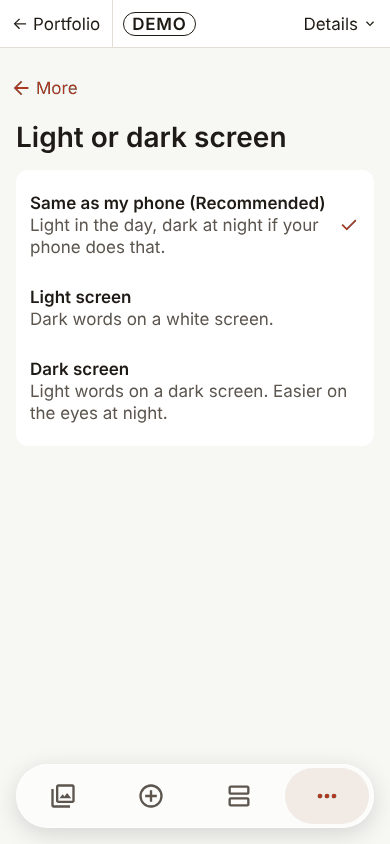 Portfolio
DEMO
Details
More
Light or dark screen
Same as my phone (Recommended)
Light in the day, dark at night if your
phone does that.
Light screen
Dark words on a white screen.
Dark screen
Light words on a dark screen. Easier on
the eyes at night.